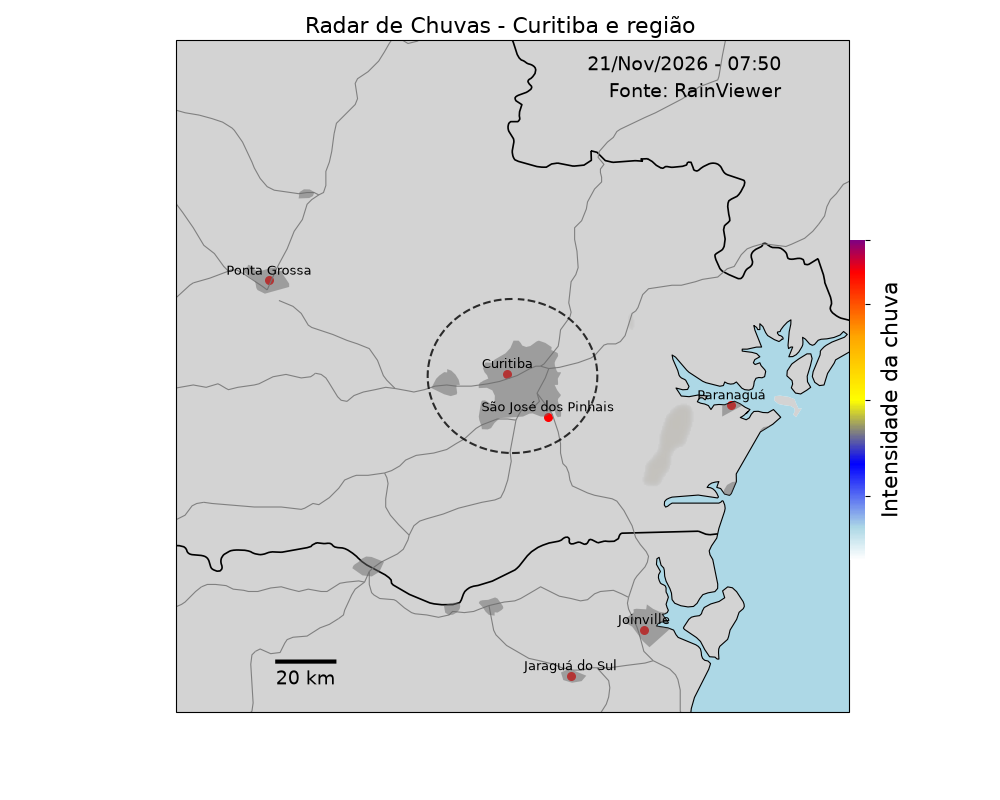 Radar de Chuvas - Curitiba e região
21/Nov/2026 - 07:50
Fonte: RainViewer
Ponta Grossa
Curitiba
São José dos Pinhais
Paranaguá
Intensidade da chuva
Joinville
Jaraguá do Sul
20 km